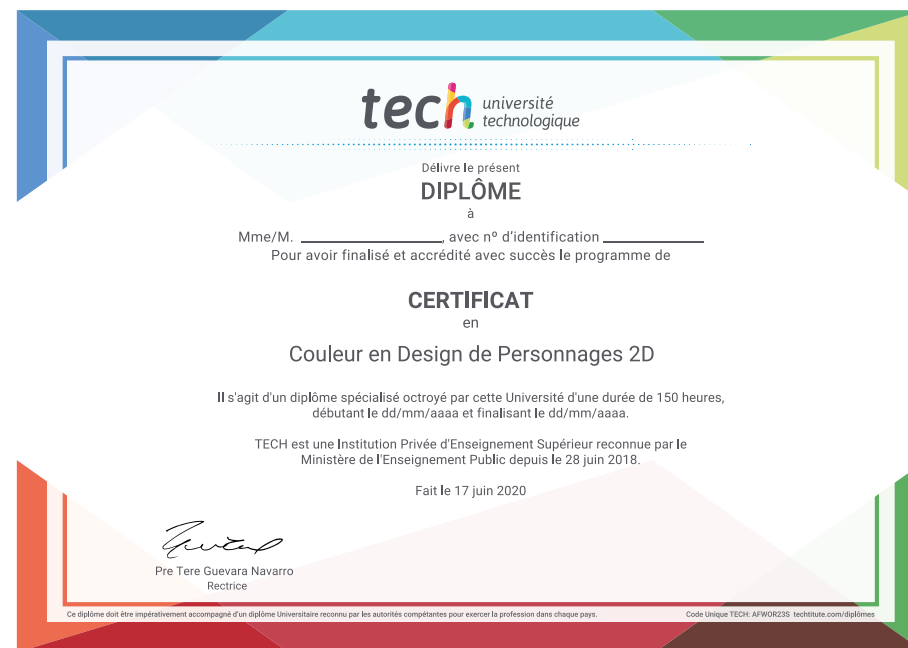 tech université
technologique
Délivre le présent
DIPLÔME
à
Mme/M. ____________________, avec nº d'identification ______________
Pour avoir finalisé et accrédité avec succès le programme de
CERTIFICAT
en
Couleur en Design de Personnages 2D
Il s'agit d'un diplôme spécialisé octroyé par cette Université d'une durée de 150 heures,
débutant le dd/mm/aaaa et finalisant le dd/mm/aaaa.
TECH est une Institution Privée d'Enseignement Supérieur reconnue par le
Ministère de l'Enseignement Public depuis le 28 juin 2018.
Fait le 17 juin 2020
Pre Tere Guevara Navarro
Rectrice
Ce diplôme doit être impérativement accompagné d'un diplôme Universitaire reconnu par les autorités compétantes pour exercer la profession dans chaque pays.
Code Unique TECH: AFWOR23S techtitute.com/diplômes